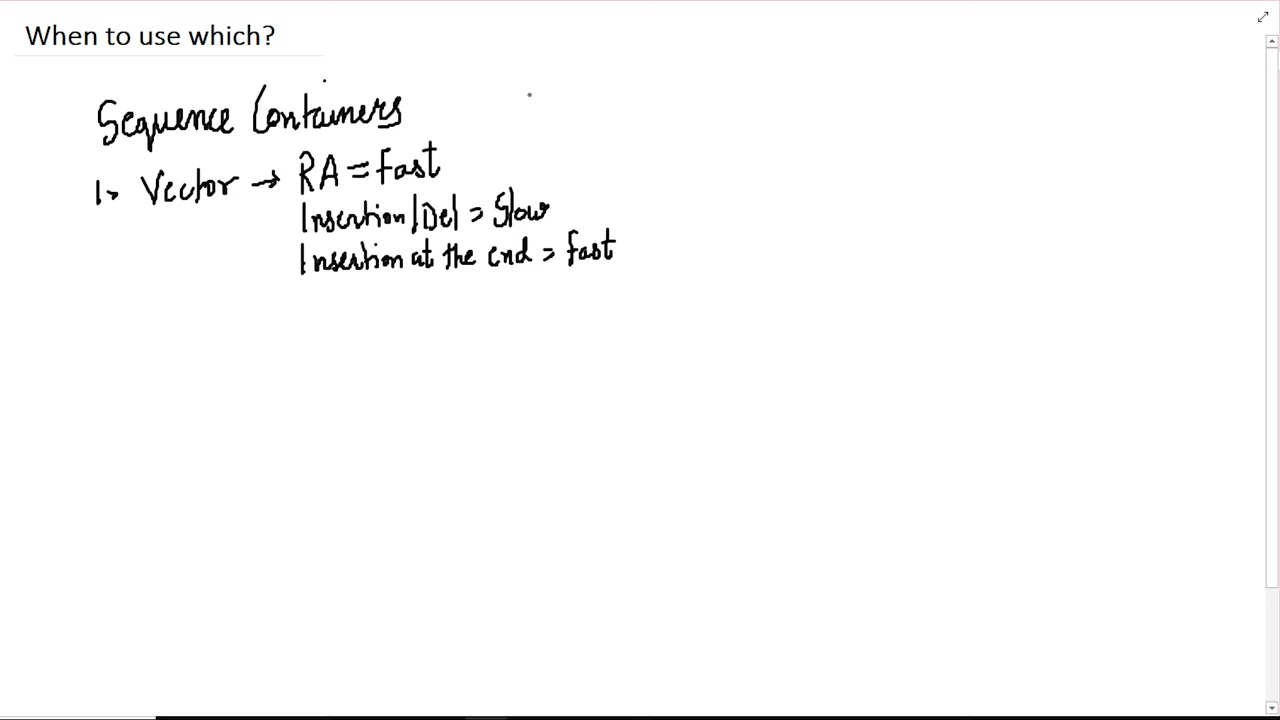 When to use which?
Sequence Containers
1. Vector → RA = Fast
Insertion/Del = Slow
Insertion at the end = fast